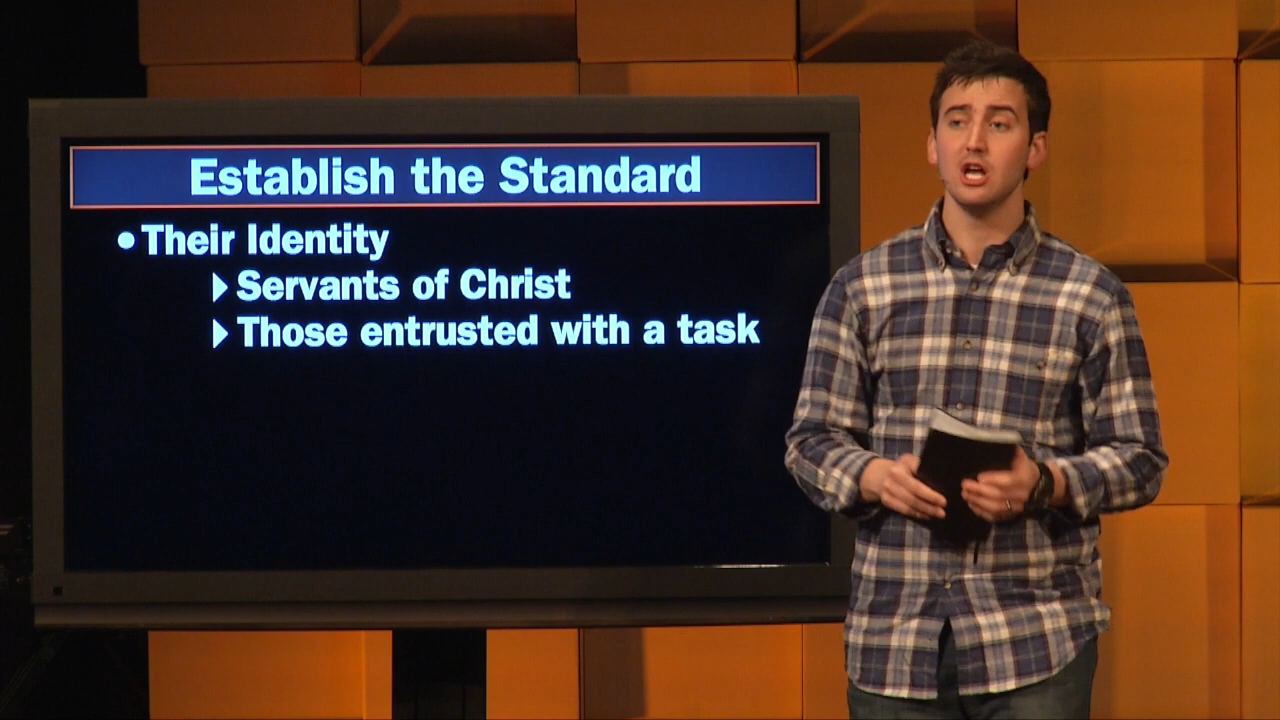 Establish the Standard
• Their Identity
▶ Servants of Christ
▶ Those entrusted with a task